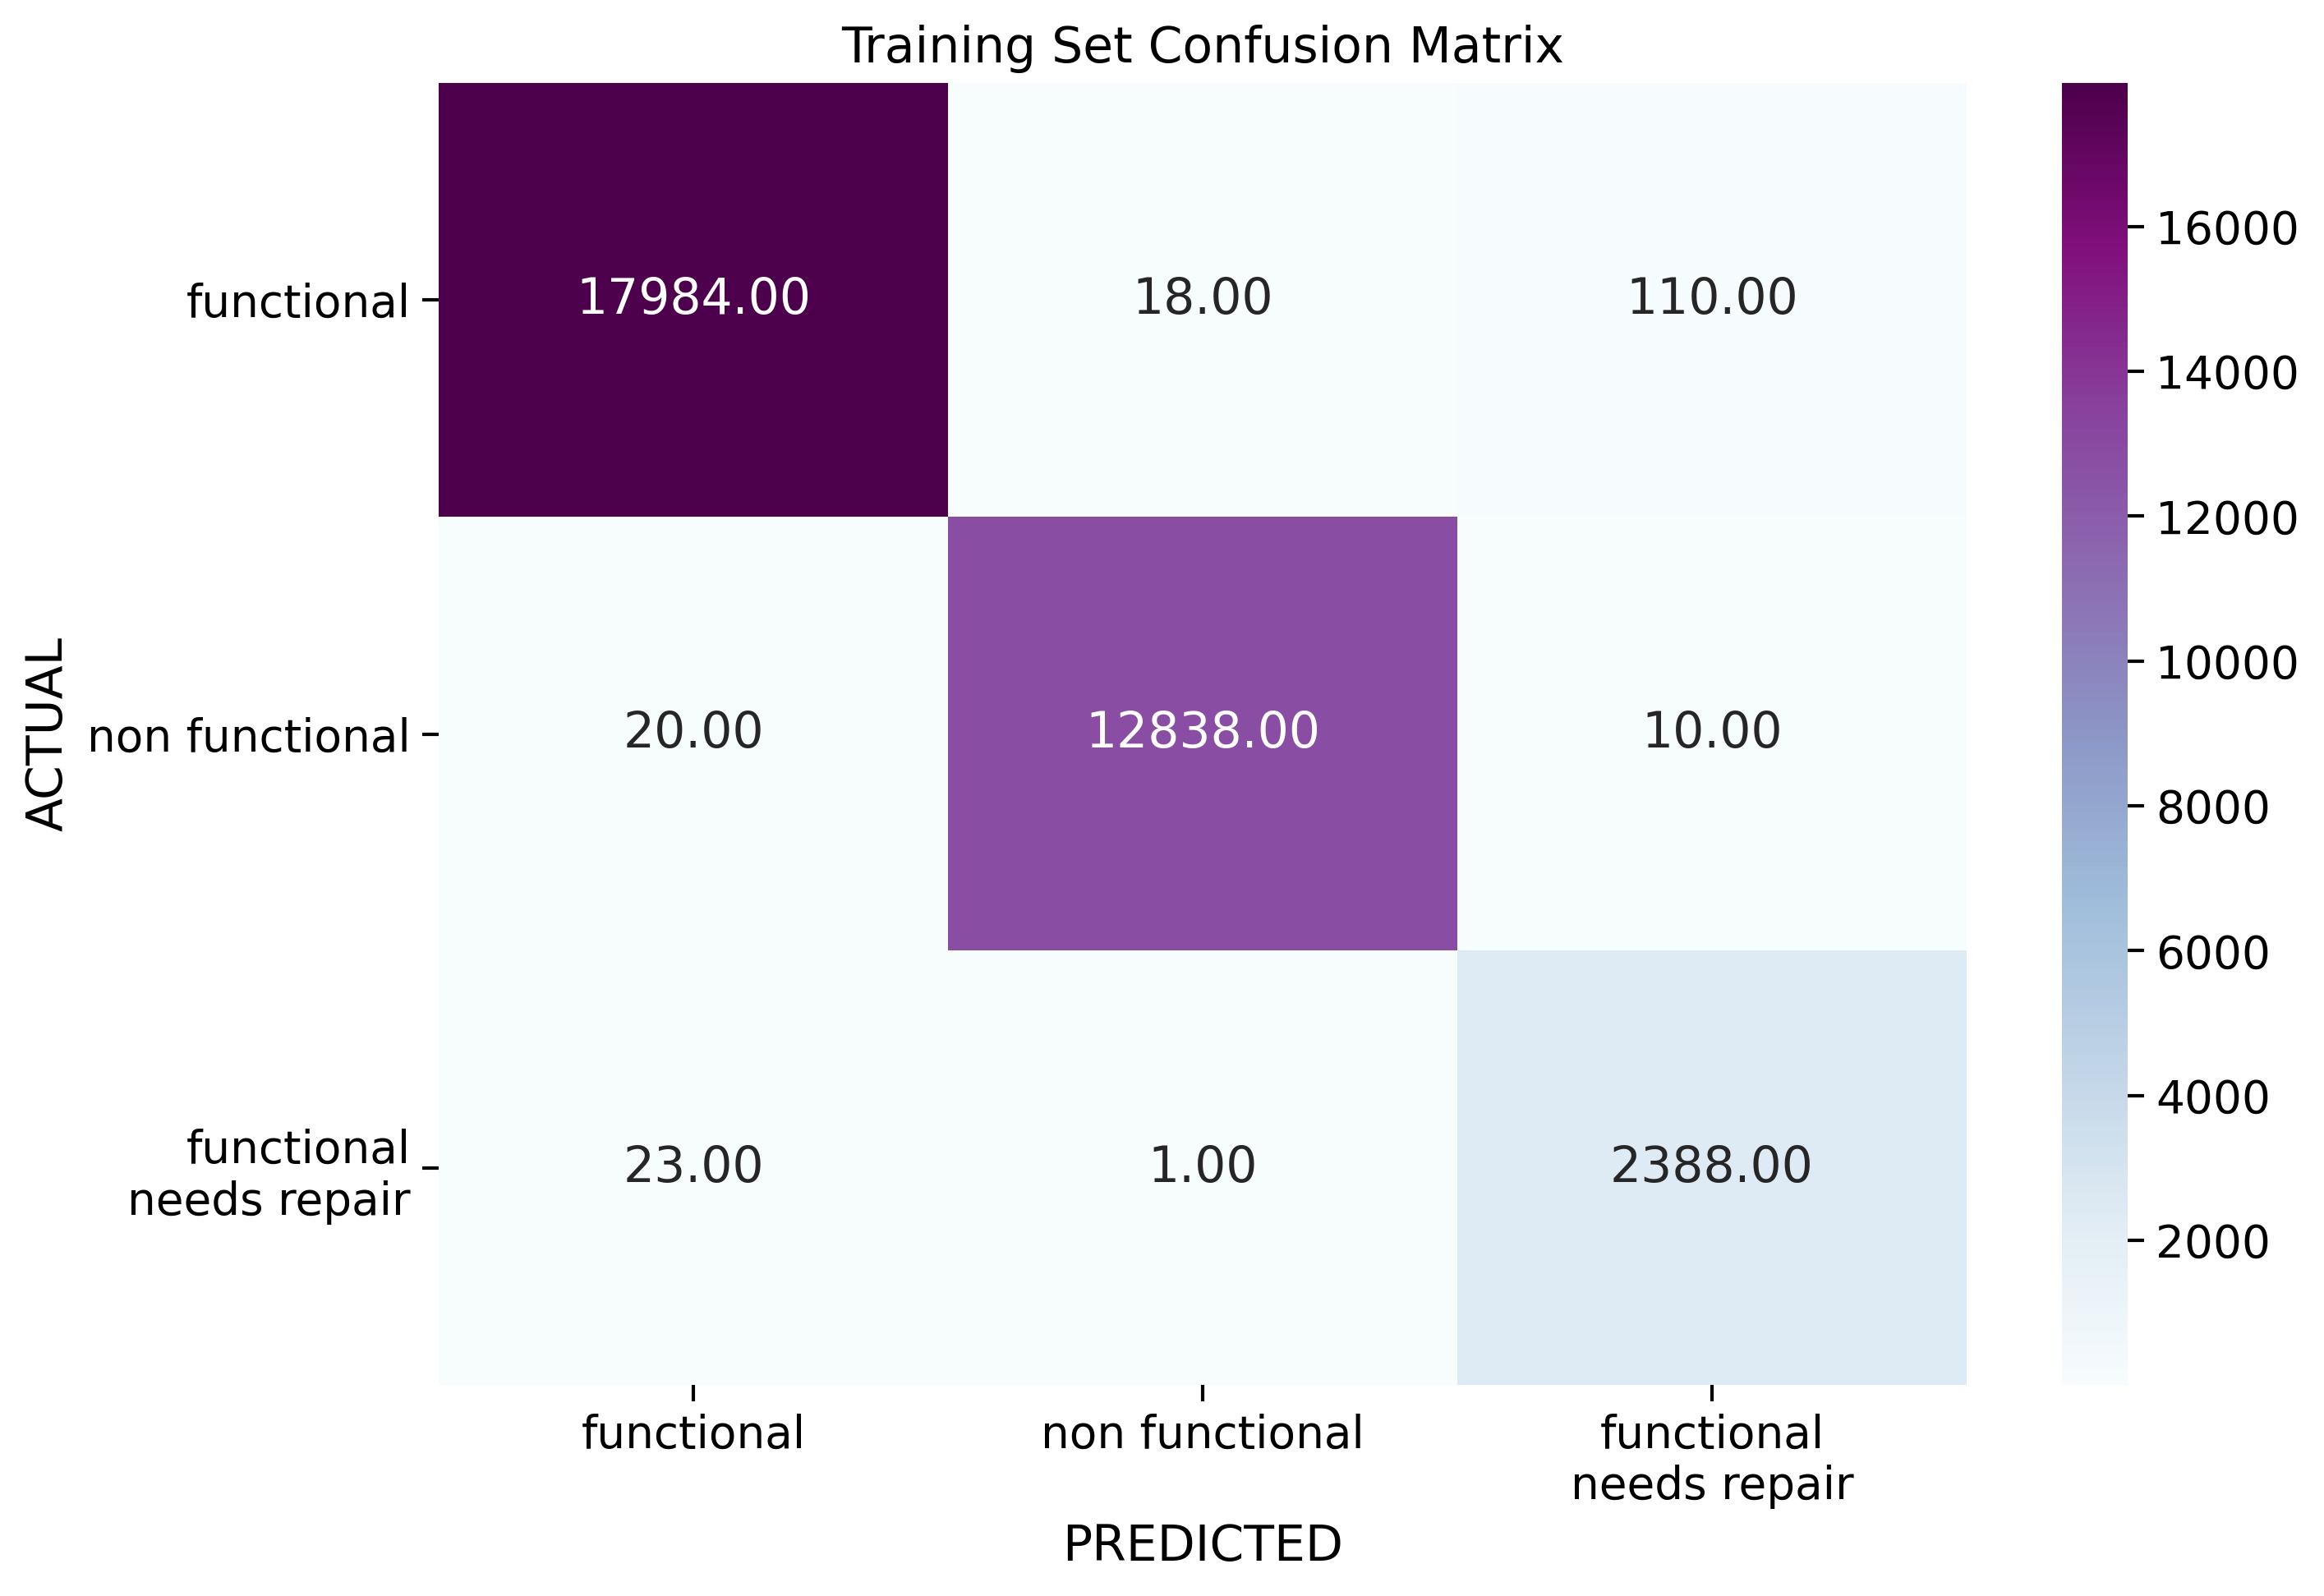 Training Set Confusion Matrix
ACTUAL
functional
17984.00
18.00
110.00
non functional
20.00
12838.00
10.00
functional
needs repair
23.00
1.00
2388.00
functional
non functional
functional
needs repair
PREDICTED
16000
14000
12000
10000
8000
6000
4000
2000